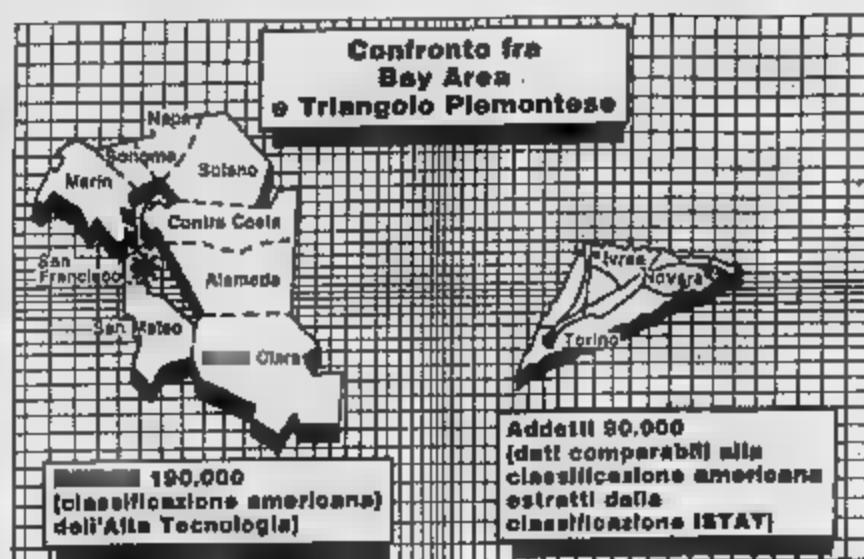 Confronto fra
Bay Area
e Triangolo Piemontese
Napa
Sonoma
Marin
Solano
Contra Costa
San
Francisco
Alameda
San Mateo
Clara
Ivrea
Novara
Torino
190.000
(classificazione americana)
dell'Alta Tecnologia)
Addetti 90.000
(dati comparabili alla
classificazione americana
estratti dalla
classificazione ISTAT)